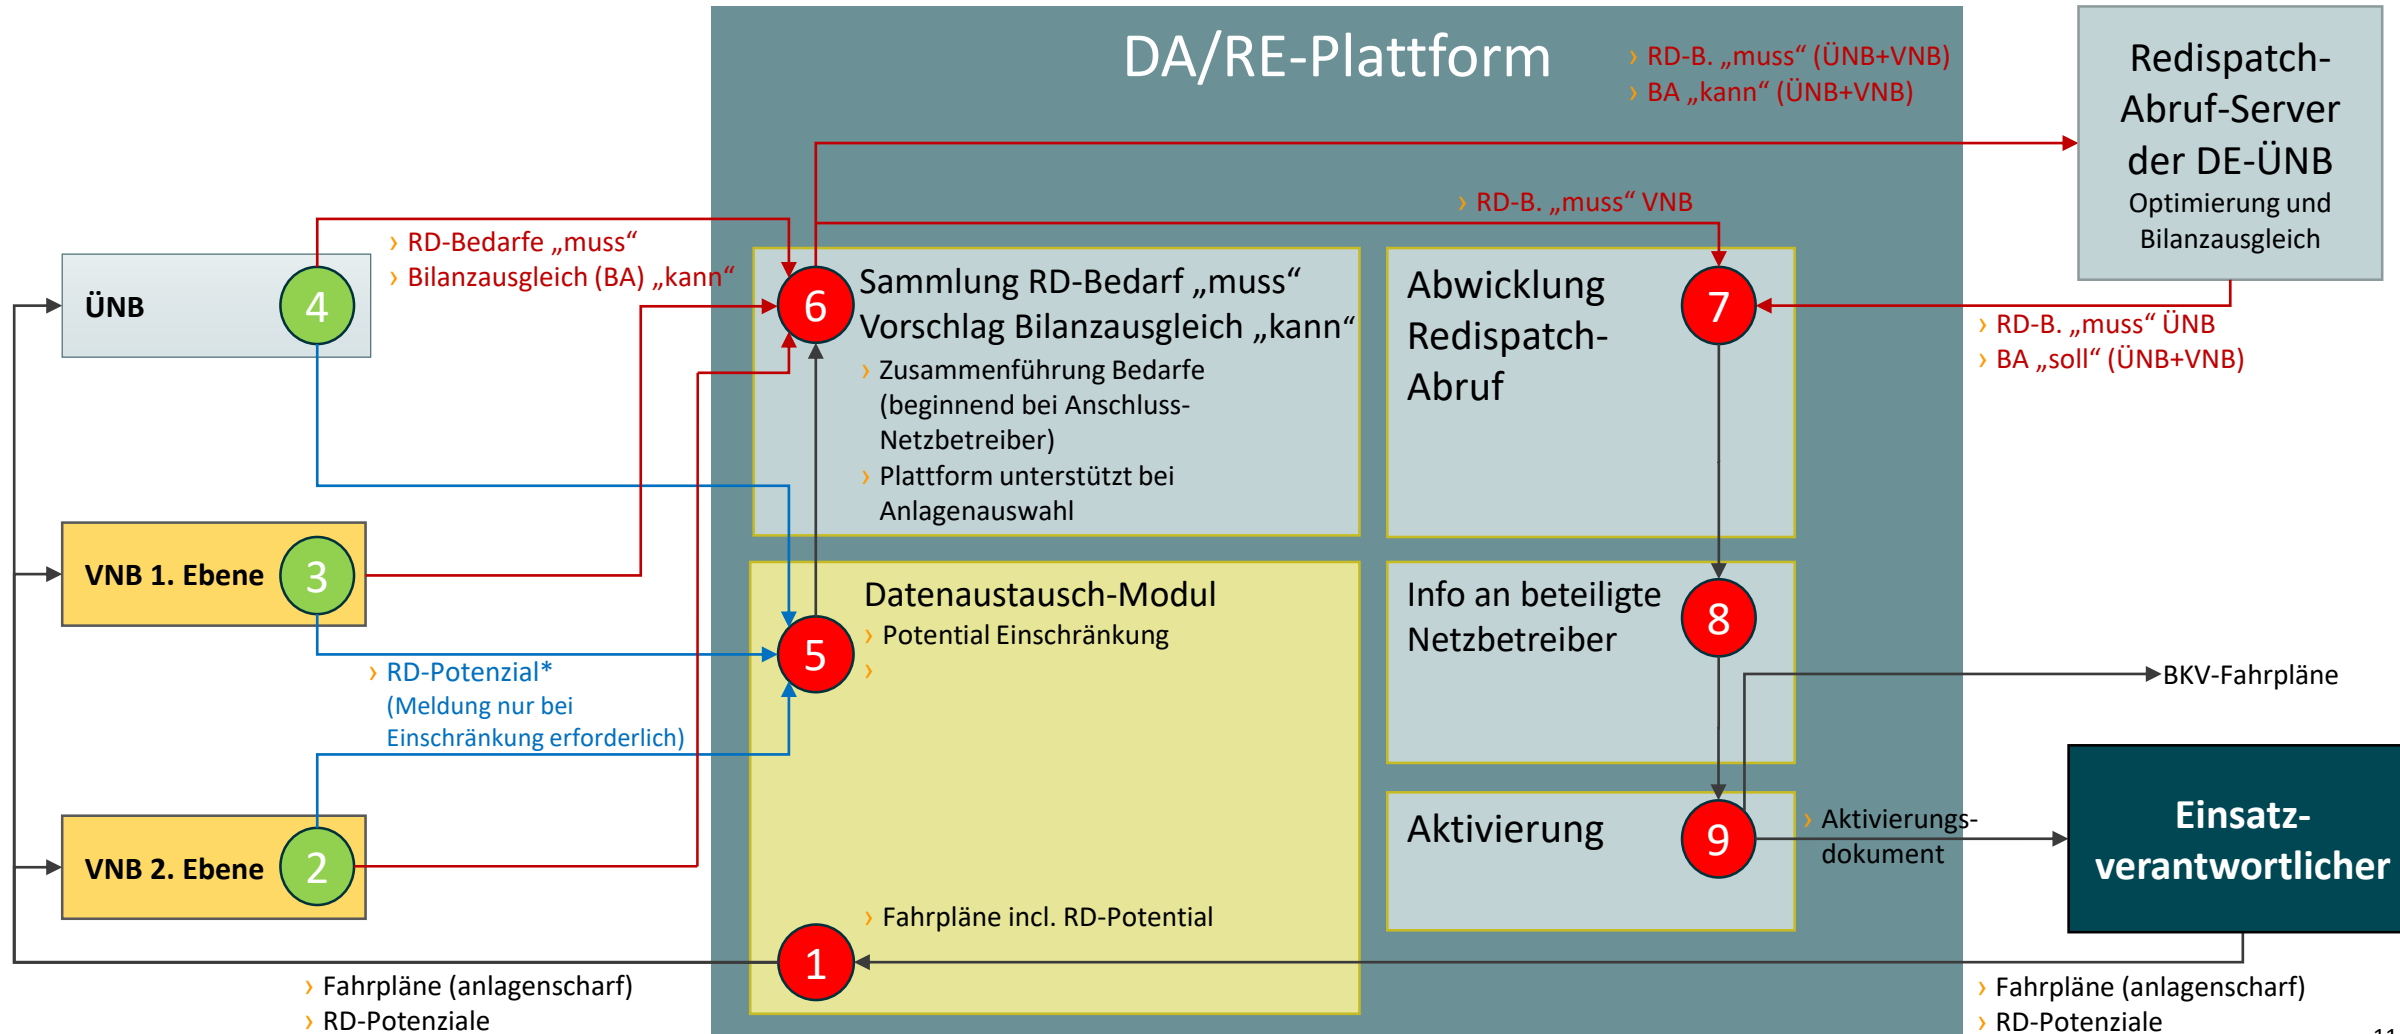 DA/RE-Plattform
› RD-B. „muss“ (ÜNB+VNB)
› BA „kann“ (ÜNB+VNB)
Redispatch-
Abruf-Server
der DE-ÜNB
Optimierung und
Bilanzausgleich
› RD-B. „muss“ VNB
› RD-Bedarfe „muss“
› Bilanzausgleich (BA) „kann“
ÜNB
4
6
Sammlung RD-Bedarf „muss“
Vorschlag Bilanzausgleich „kann“
› Zusammenführung Bedarfe
(beginnend bei Anschluss-
Netzbetreiber)
› Plattform unterstützt bei
Anlagenauswahl
Abwicklung
Redispatch-
Abruf
7
› RD-B. „muss“ ÜNB
› BA „soll“ (ÜNB+VNB)
VNB 1. Ebene
3
› RD-Potenzial*
(Meldung nur bei
Einschränkung erforderlich)
5
Datenaustausch-Modul
› Potential Einschränkung
›
Info an beteiligte
Netzbetreiber
8
BKV-Fahrpläne
VNB 2. Ebene
2
Aktivierung
9
› Aktivierungs-
dokument
Einsatz-
verantwortlicher
› Fahrpläne incl. RD-Potential
1
› Fahrpläne (anlagenscharf)
› RD-Potenziale
› Fahrpläne (anlagenscharf)
› RD-Potenziale